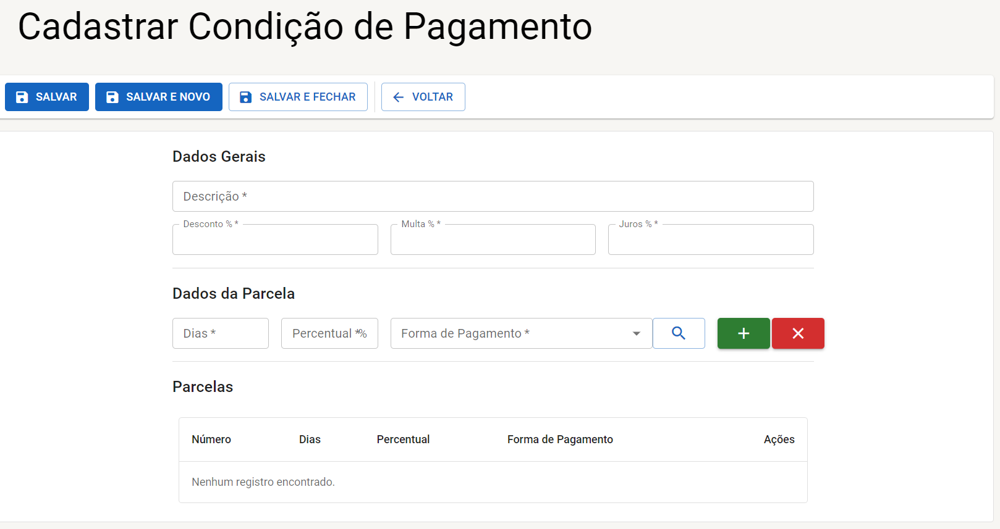 Cadastrar Condição de Pagamento
SALVAR SALVAR E NOVO SALVAR E FECHAR VOLTAR
Dados Gerais
Descrição *
Desconto % * Multa % * Juros % *
Dados da Parcela
Dias * Percentual *% Forma de Pagamento *
Parcelas
Número Dias Percentual Forma de Pagamento Ações
Nenhum registro encontrado.